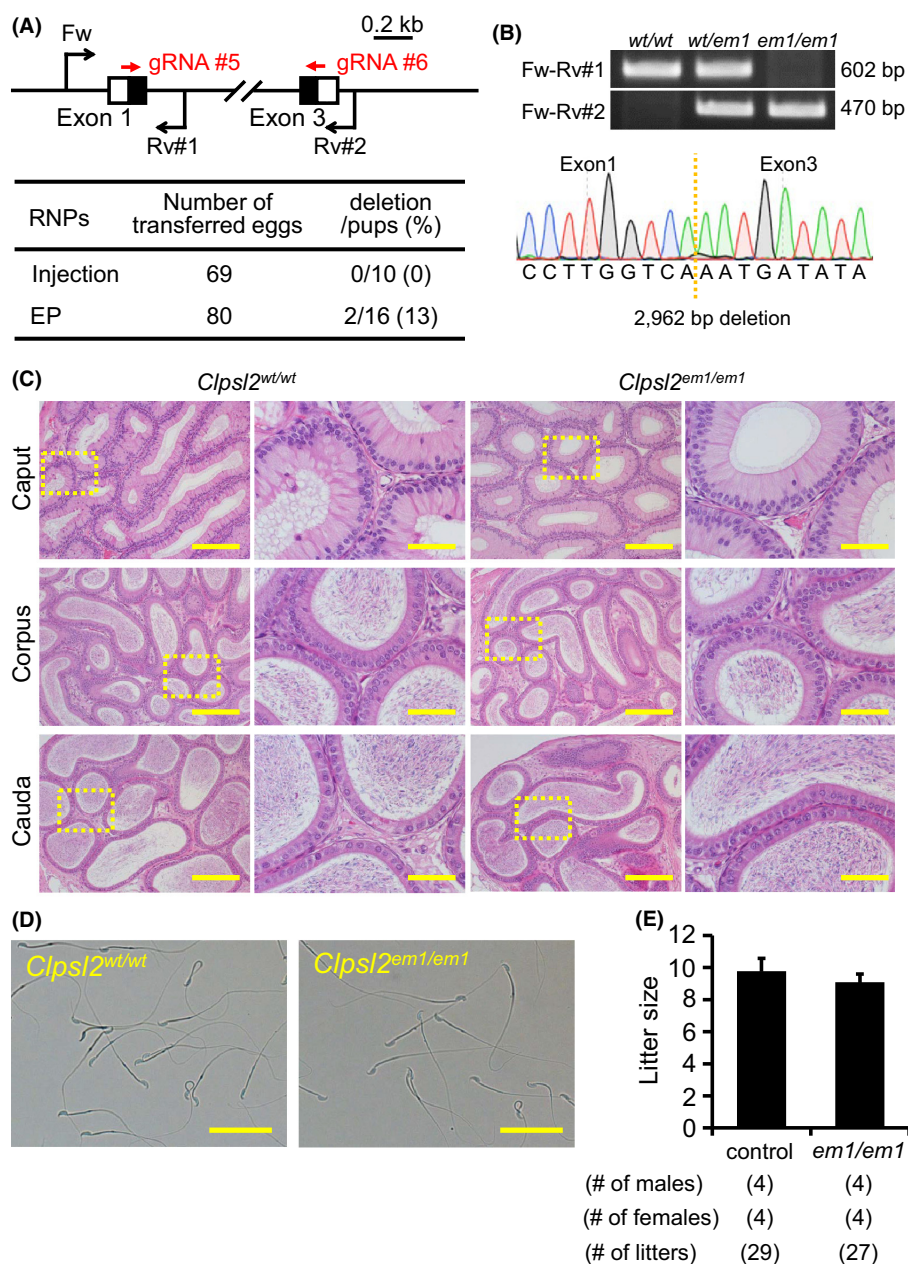 (A)
0.2 kb
Fw
gRNA #5
gRNA #6
Exon 1
Exon 3
Rv#1
Rv#2
RNPs
Number of transferred eggs
deletion /pups (%)
Injection 69 0/10 (0)
EP 80 2/16 (13)
(B)
wt/wt wt/em1 em1/em1
Fw-Rv#1 602 bp
Fw-Rv#2 470 bp
Exon1 Exon3
C C T T G G T C A A A T G A T A T A
2,962 bp deletion
(C)
Clpsl2wt/wt Clpsl2em1/em1
Caput
Corpus
Cauda
(D)
Clpsl2wt/wt
Clpsl2em1/em1
(E)
Litter size
12
10
8
6
4
2
0
control em1/em1
(# of males) (4) (4)
(# of females) (4) (4)
(# of litters) (29) (27)